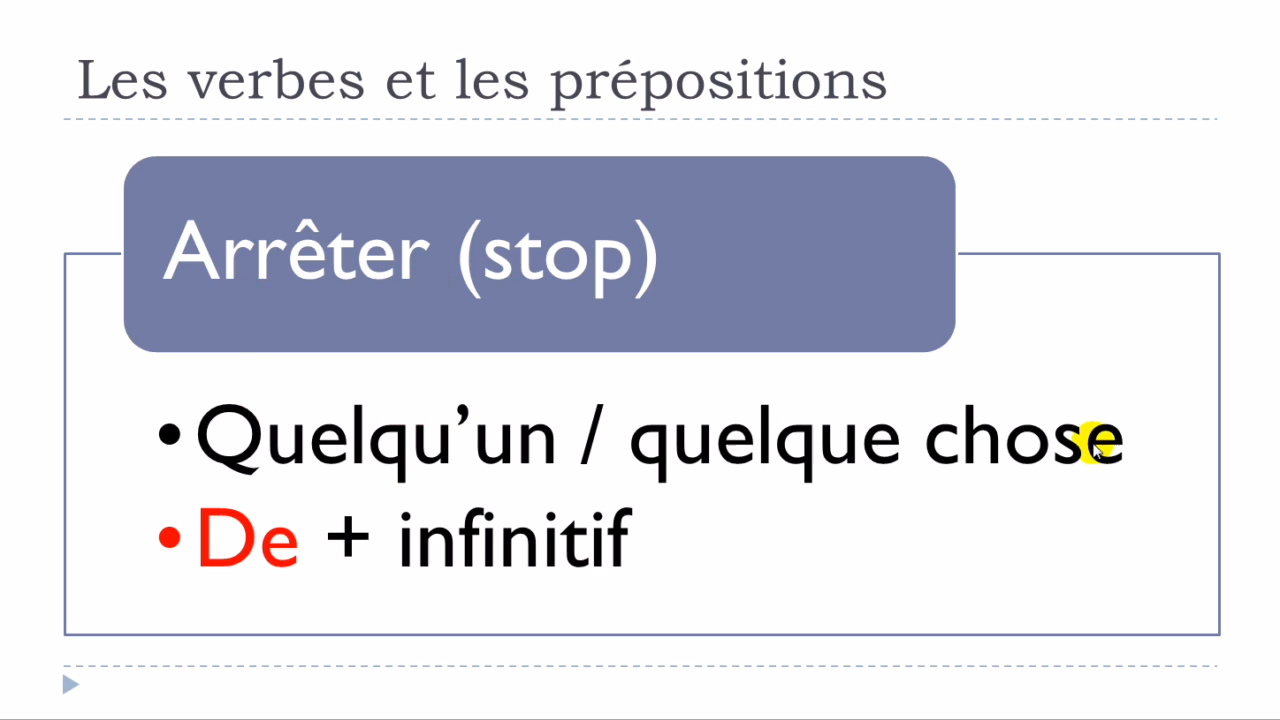 Les verbes et les prépositions
Arrêter (stop)
•Quelqu’un / quelque chose
•De + infinitif